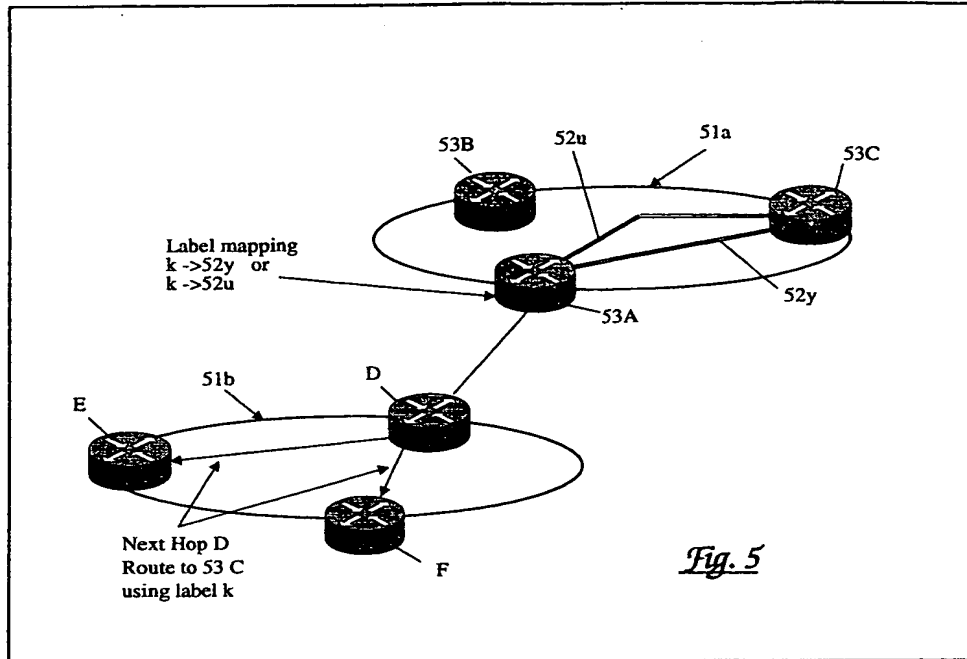 53B
52u
51a
53C
Label mapping
k ->52y or
k ->52u
52y
53A
51b
D
E
Next Hop D
Route to 53 C
using label k
F
Fig. 5